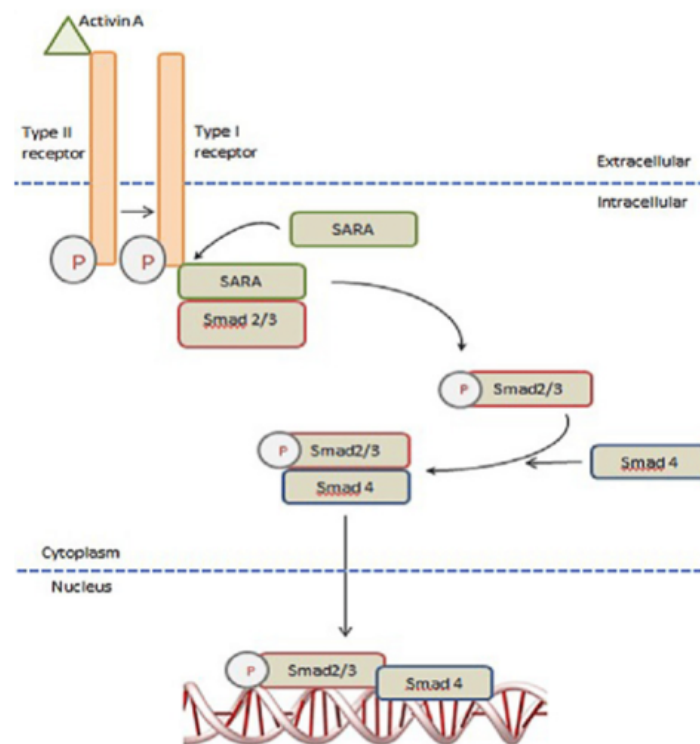 Activin A
Type II
receptor
Type I
receptor
Extracellular
Intracellular
SARA
P
P
SARA
Smad 2/3
P
Smad2/3
P
Smad2/3
Smad 4
Smad 4
Cytoplasm
Nucleus
P
Smad2/3
Smad 4